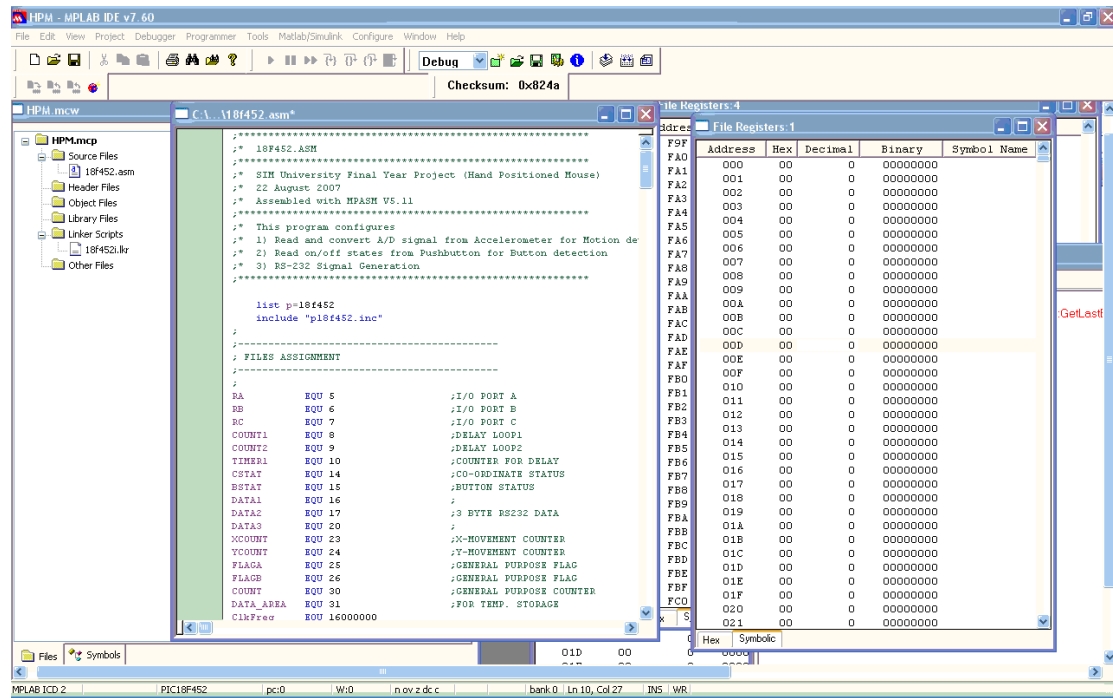 HPM - MPLAB IDE v7.60
File Edit View Project Debugger Programmer Tools Matlab/Simulink Configure Window Help
Debug
Checksum: 0x824a
HPM.mcw
HPM.mcp
Source Files
18f452.asm
Header Files
Object Files
Library Files
Linker Scripts
18f452i.lkr
Other Files
Files Symbols
C:\...\18f452.asm*
;**********************************************************
;* 18F452.ASM
;**********************************************************
;* SIM University Final Year Project (Hand Positioned Mouse)
;* 22 August 2007
;* Assembled with MPASM V5.11
;**********************************************************
;* This program configures
;* 1) Read and convert A/D signal from Accelerometer for Motion de
;* 2) Read on/off states from Pushbutton for Button detection
;* 3) RS-232 Signal Generation
;**********************************************************
list p=18f452
include "p18f452.inc"
;
;-------------------------------------------
; FILES ASSIGNMENT
;-------------------------------------------
;
RA EQU 5 ;I/O PORT A
RB EQU 6 ;I/O PORT B
RC EQU 7 ;I/O PORT C
COUNT1 EQU 8 ;DELAY LOOP1
COUNT2 EQU 9 ;DELAY LOOP2
TIMER1 EQU 10 ;COUNTER FOR DELAY
CSTAT EQU 14 ;CO-ORDINATE STATUS
BSTAT EQU 15 ;BUTTON STATUS
DATA1 EQU 16 ;
DATA2 EQU 17 ;3 BYTE RS232 DATA
DATA3 EQU 20 ;
XCOUNT EQU 23 ;X-MOVEMENT COUNTER
YCOUNT EQU 24 ;Y-MOVEMENT COUNTER
FLAGA EQU 25 ;GENERAL PURPOSE FLAG
FLAGB EQU 26 ;GENERAL PURPOSE FLAG
COUNT EQU 30 ;GENERAL PURPOSE COUNTER
DATA_AREA EQU 31 ;FOR TEMP. STORAGE
ClkFreq EQU 16000000
File Registers:4
ddres
F9F
FA0
FA1
FA2
FA3
FA4
FA5
FA6
FA7
FA8
FA9
FAA
FAB
FAC
FAD
FAE
FAF
FB0
FB1
FB2
FB3
FB4
FB5
FB6
FB7
FB8
FB9
FBA
FBB
FBC
FBD
FBE
FBF
FC0
File Registers:1
Address Hex Decimal Binary Symbol Name
000 00 0 00000000
001 00 0 00000000
002 00 0 00000000
003 00 0 00000000
004 00 0 00000000
005 00 0 00000000
006 00 0 00000000
007 00 0 00000000
008 00 0 00000000
009 00 0 00000000
00A 00 0 00000000
00B 00 0 00000000
00C 00 0 00000000
00D 00 0 00000000
00E 00 0 00000000
00F 00 0 00000000
010 00 0 00000000
011 00 0 00000000
012 00 0 00000000
013 00 0 00000000
014 00 0 00000000
015 00 0 00000000
016 00 0 00000000
017 00 0 00000000
018 00 0 00000000
019 00 0 00000000
01A 00 0 00000000
01B 00 0 00000000
01C 00 0 00000000
01D 00 0 00000000
01E 00 0 00000000
01F 00 0 00000000
020 00 0 00000000
021 00 0 00000000
Hex Symbolic
:GetLastE
01D 00 0 0000
MPLAB ICD 2 PIC18F452 pc:0 W:0 n ov z dc c bank 0 Ln 10, Col 27 INS WR